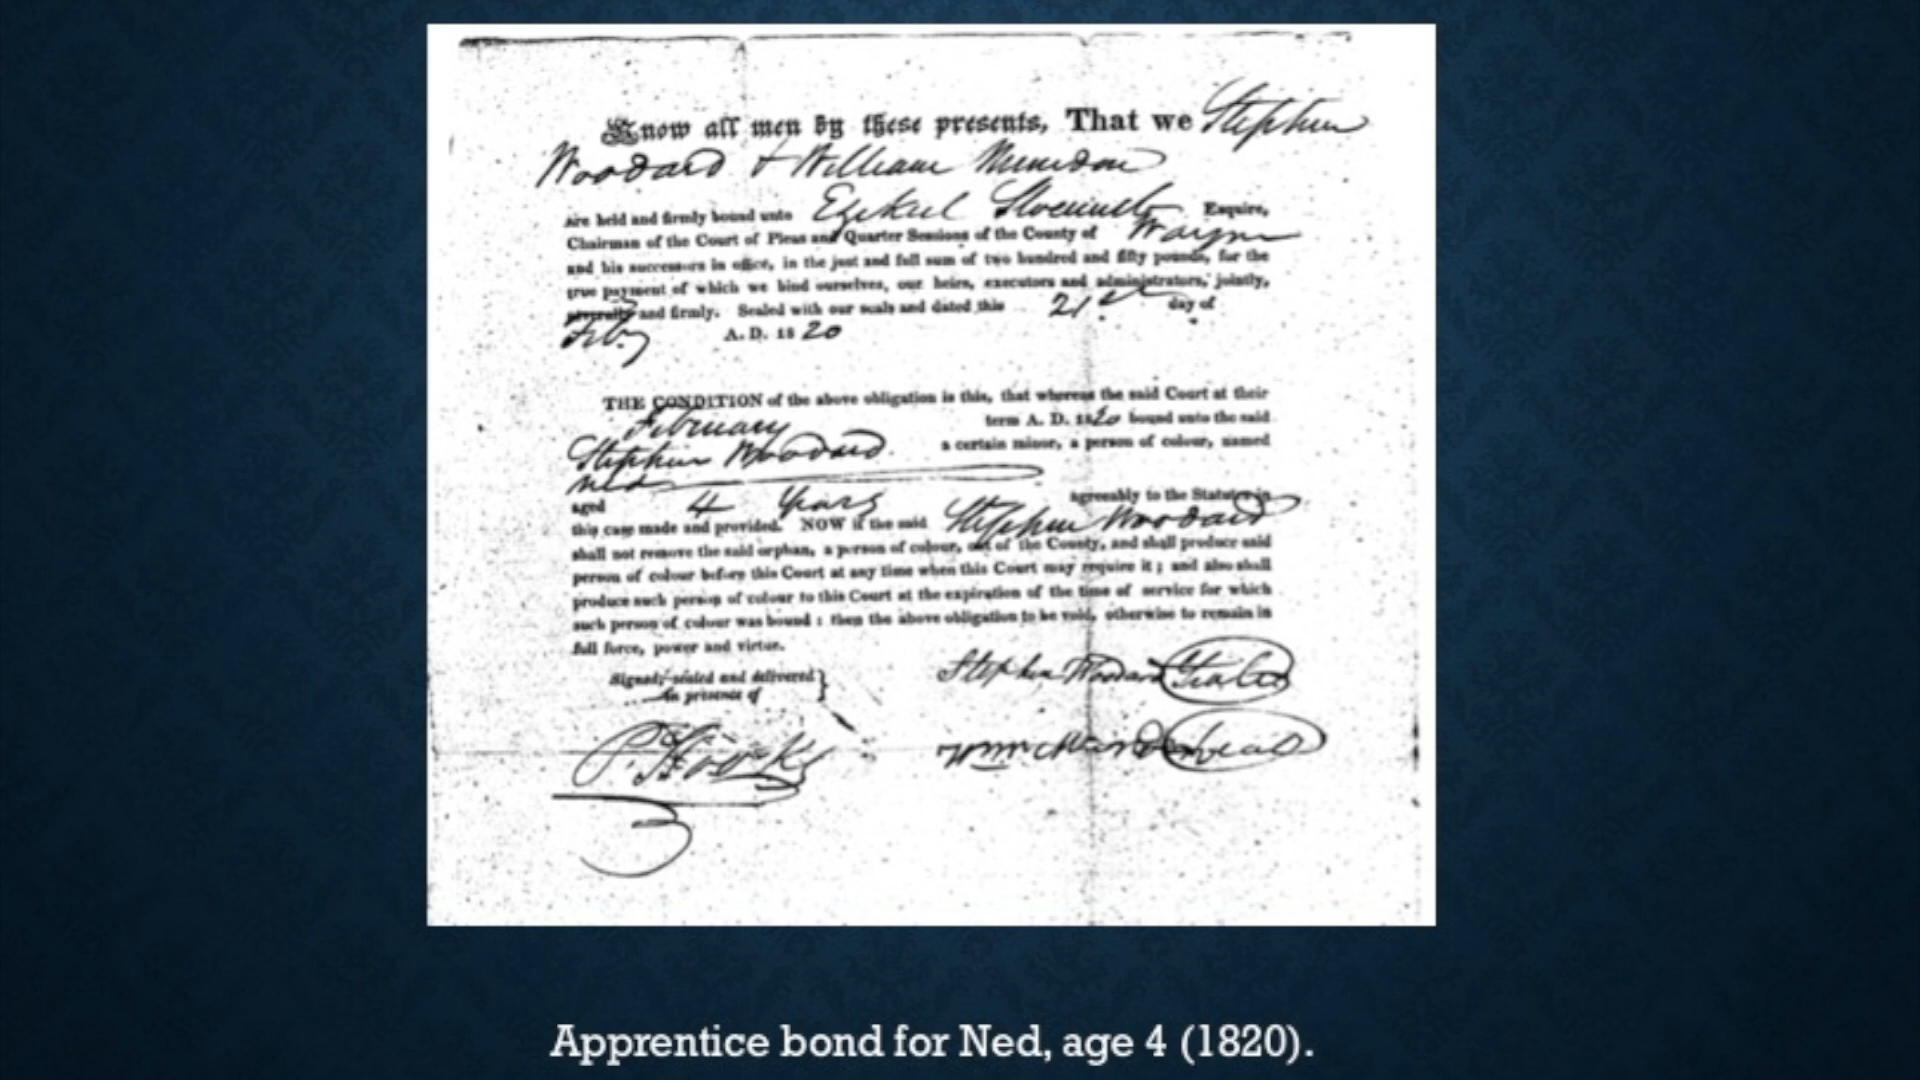 Know all men by these presents, That we Stephen
Woodard & William
are held and firmly bound unto Ezekiel Esquire,
Chairman of the Court of Pleas and Quarter Sessions of the County of Wayne
and his successors in office, in the just and full sum of two hundred and fifty pounds, for the
true payment of which we bind ourselves, our heirs, executors and administrators, jointly,
severally and firmly. Sealed with our seals and dated this 21st day of
Feby A. D. 1820
THE CONDITION of the above obligation is this, that whereas the said Court at their
February term A. D. 1820 bound unto the said
Stephen Woodard a certain minor, a person of colour, named
Ned
aged 4 Years agreeably to the Statute in
this case made and provided. NOW if the said Stephen Woodard
shall not remove the said orphan, a person of colour, out of the County, and shall produce said
person of colour before this Court at any time when this Court may require it; and also shall
produce such person of colour to this Court at the expiration of the time of service for which
such person of colour was bound: then the above obligation to be void, otherwise to remain in
full force, power and virtue.
Signed, sealed and delivered
in presence of
Stephen Woodard
Wm. seal
Apprentice bond for Ned, age 4 (1820).